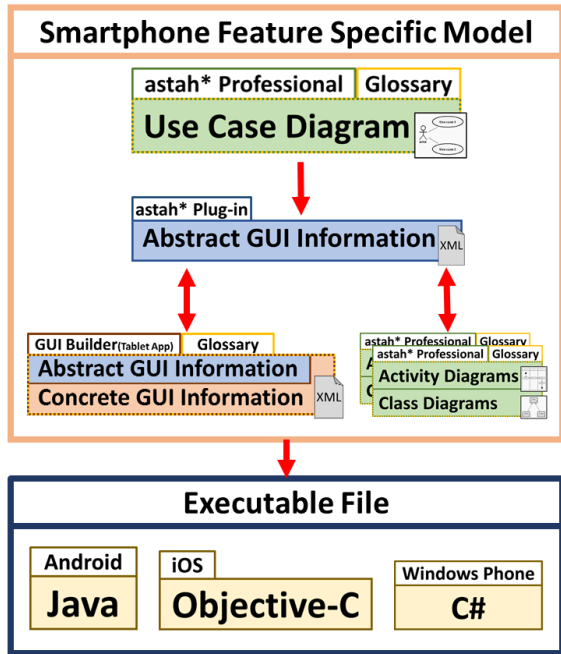 Smartphone Feature Specific Model
astah* Professional
Glossary
Use Case Diagram
astah* Plug-in
Abstract GUI Information
XML
GUI Builder(Tablet App)
Glossary
Abstract GUI Information
Concrete GUI Information
XML
astah* Professional
Glossary
astah* Professional
Glossary
Activity Diagrams
Class Diagrams
Executable File
Android
Java
iOS
Objective-C
Windows Phone
C#